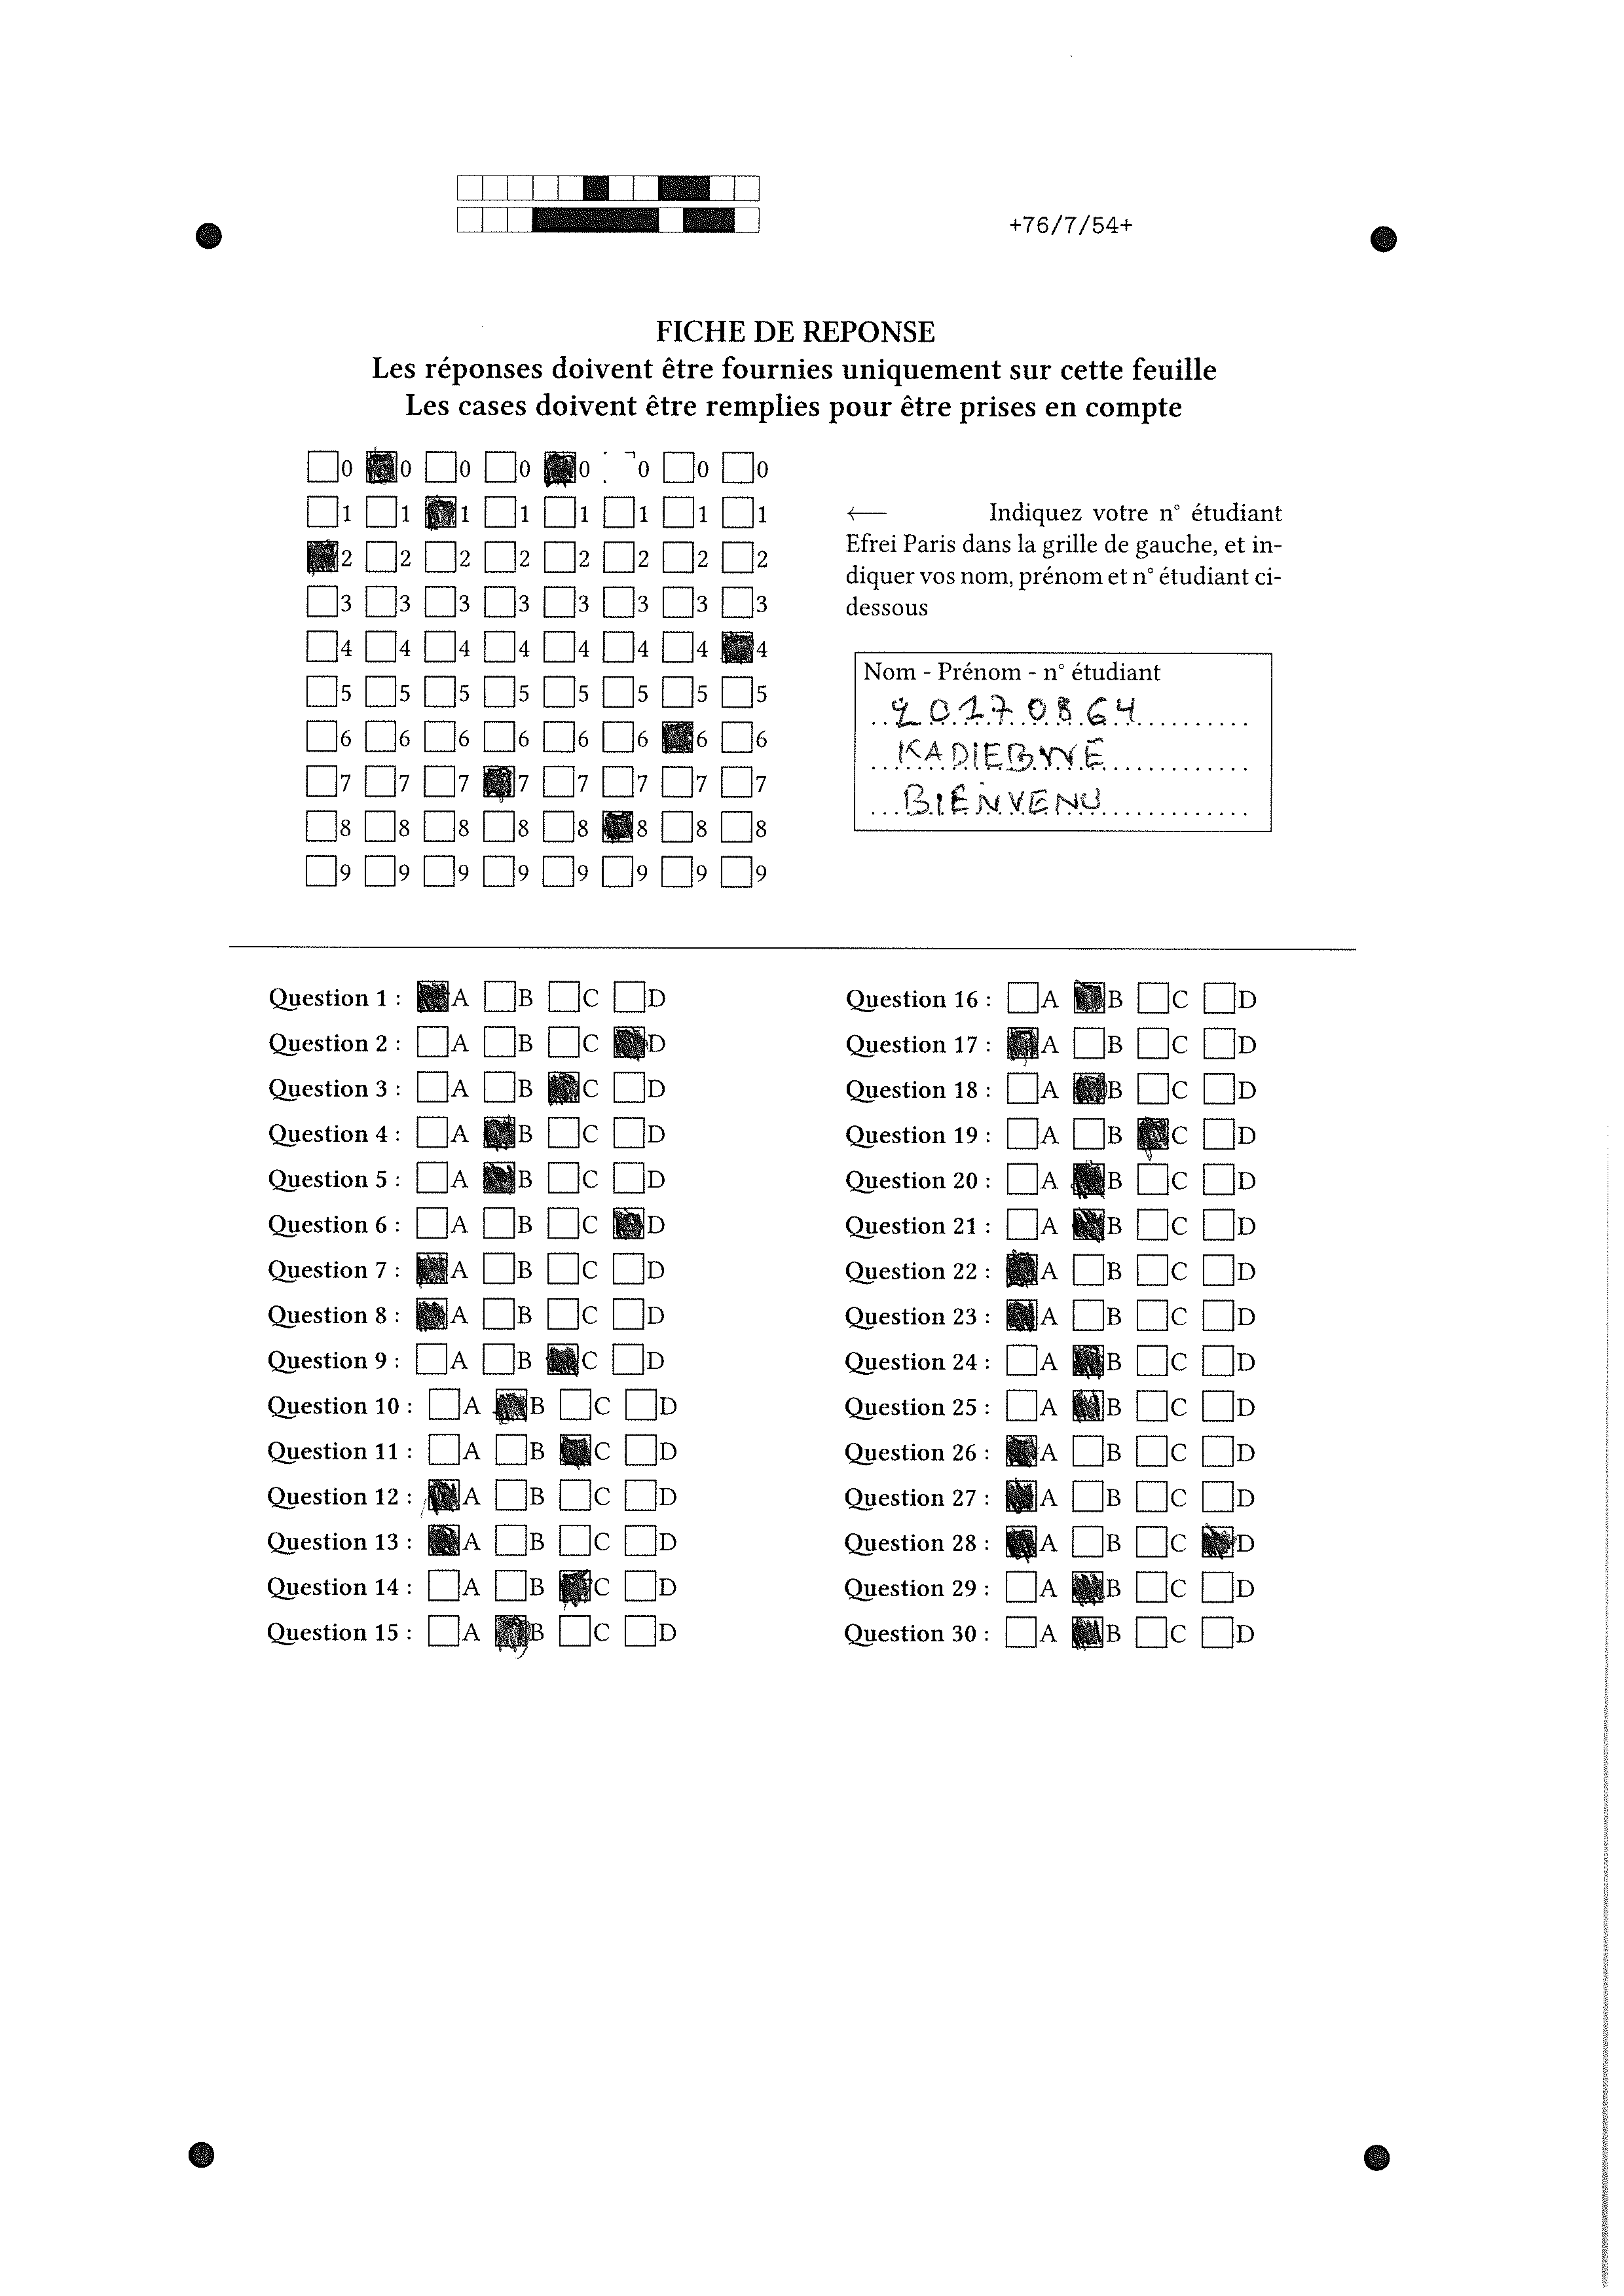 +76/7/54+
FICHE DE REPONSE
Les réponses doivent être fournies uniquement sur cette feuille
Les cases doivent être remplies pour être prises en compte
0 0 0 0 0 0 0 0
1 1 1 1 1 1 1 1
2 2 2 2 2 2 2 2
3 3 3 3 3 3 3 3
4 4 4 4 4 4 4 4
5 5 5 5 5 5 5 5
6 6 6 6 6 6 6 6
7 7 7 7 7 7 7 7
8 8 8 8 8 8 8 8
9 9 9 9 9 9 9 9
← Indiquez votre n° étudiant
Efrei Paris dans la grille de gauche, et in-
diquer vos nom, prénom et n° étudiant ci-
dessous
Nom - Prénom - n° étudiant
20170864
BIENVENU
Question 1 : A B C D
Question 2 : A B C D
Question 3 : A B C D
Question 4 : A B C D
Question 5 : A B C D
Question 6 : A B C D
Question 7 : A B C D
Question 8 : A B C D
Question 9 : A B C D
Question 10 : A B C D
Question 11 : A B C D
Question 12 : A B C D
Question 13 : A B C D
Question 14 : A B C D
Question 15 : A B C D
Question 16 : A B C D
Question 17 : A B C D
Question 18 : A B C D
Question 19 : A B C D
Question 20 : A B C D
Question 21 : A B C D
Question 22 : A B C D
Question 23 : A B C D
Question 24 : A B C D
Question 25 : A B C D
Question 26 : A B C D
Question 27 : A B C D
Question 28 : A B C D
Question 29 : A B C D
Question 30 : A B C D